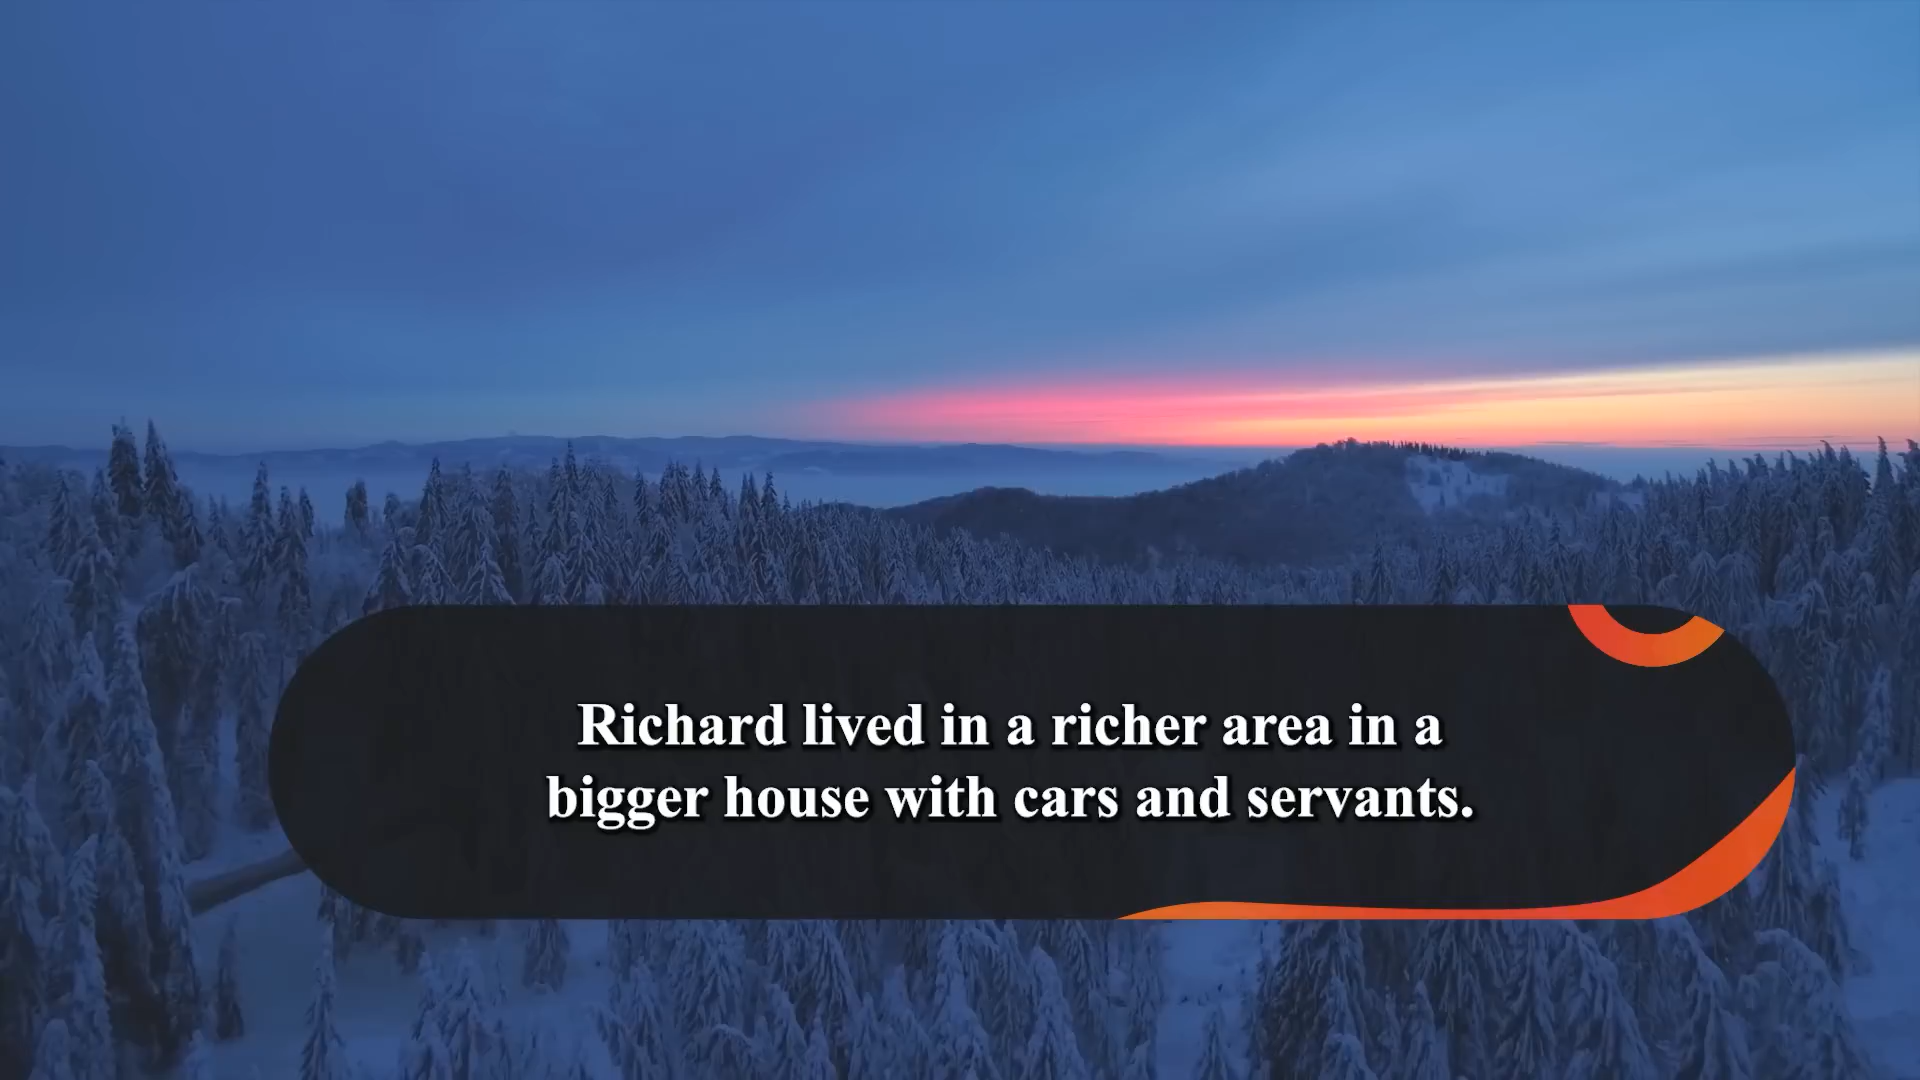 Richard lived in a richer area in a
bigger house with cars and servants.